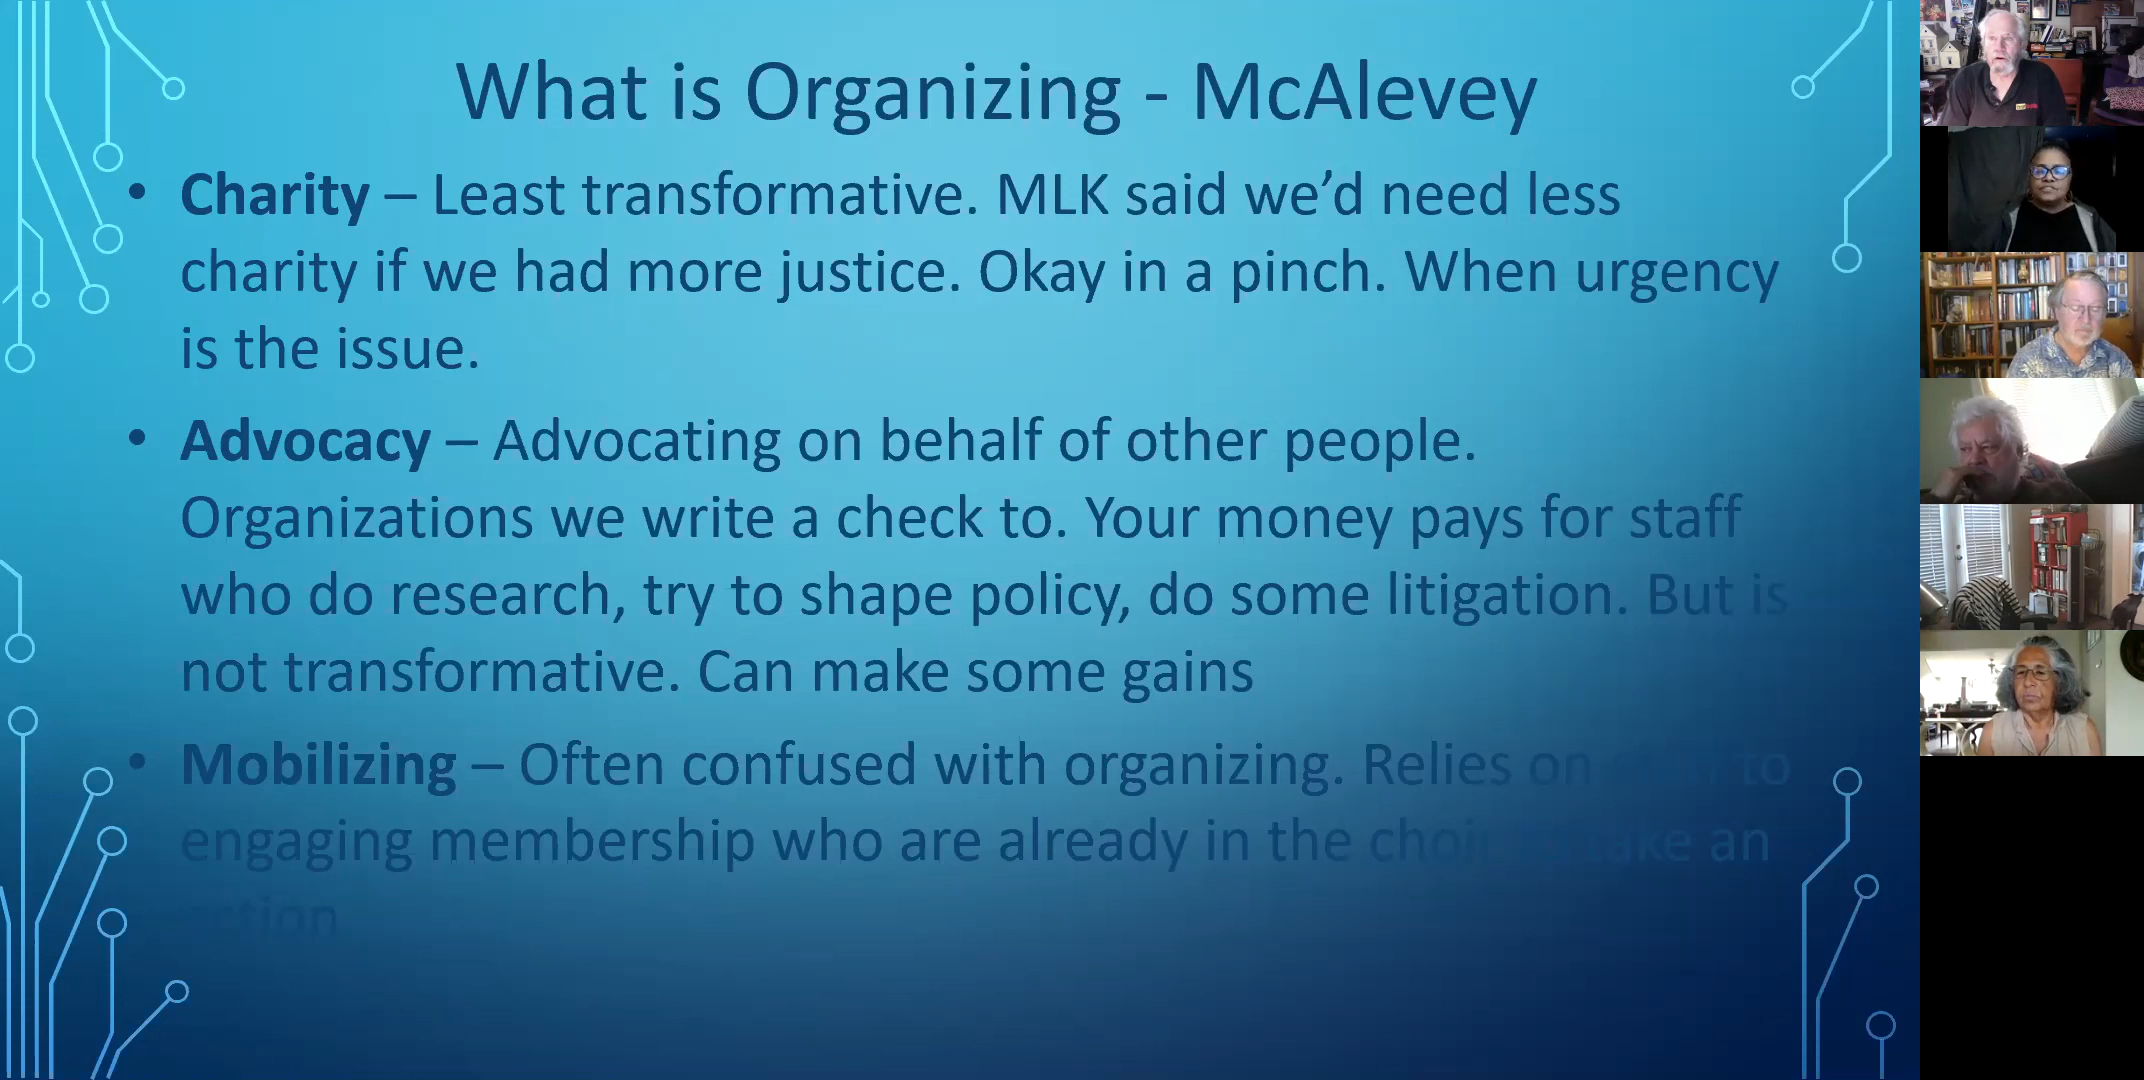 What is Organizing - McAlevey
• Charity – Least transformative. MLK said we’d need less
charity if we had more justice. Okay in a pinch. When urgency
is the issue.
• Advocacy – Advocating on behalf of other people.
Organizations we write a check to. Your money pays for staff
who do research, try to shape policy, do some litigation. But is
not transformative. Can make some gains
• Mobilizing – Often confused with organizing. Relies on to
engaging membership who are already in the an
action